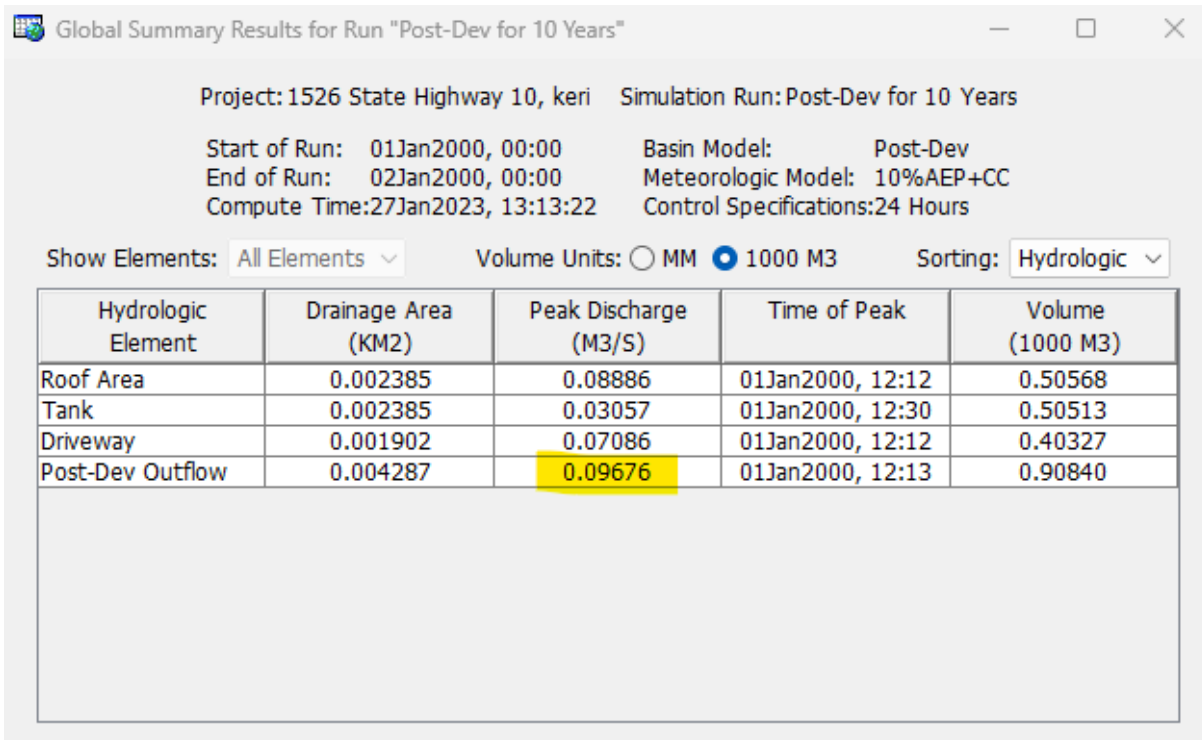 Global Summary Results for Run "Post-Dev for 10 Years"
Project: 1526 State Highway 10, keri Simulation Run: Post-Dev for 10 Years
Start of Run: 01Jan2000, 00:00 Basin Model: Post-Dev
End of Run: 02Jan2000, 00:00 Meteorologic Model: 10%AEP+CC
Compute Time:27Jan2023, 13:13:22 Control Specifications:24 Hours
Show Elements: All Elements Volume Units: MM 1000 M3 Sorting: Hydrologic
Hydrologic Drainage Area Peak Discharge Time of Peak Volume
Element (KM2) (M3/S) (1000 M3)
Roof Area 0.002385 0.08886 01Jan2000, 12:12 0.50568
Tank 0.002385 0.03057 01Jan2000, 12:30 0.50513
Driveway 0.001902 0.07086 01Jan2000, 12:12 0.40327
Post-Dev Outflow 0.004287 0.09676 01Jan2000, 12:13 0.90840